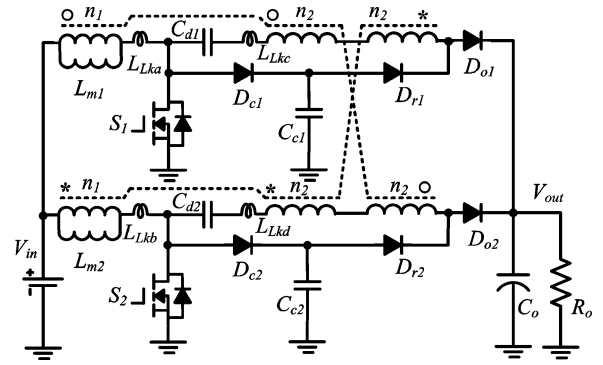 n1 Cd1 n2 n2 *
LLka LLkc Do1
Lm1 Dc1 Dr1
S1 Cc1
* n1 Cd2 * n2 n2 Vout
Vin LLkb LLkd Do2
Lm2 Dc2 Dr2
+
-
S2 Cc2 Co Ro